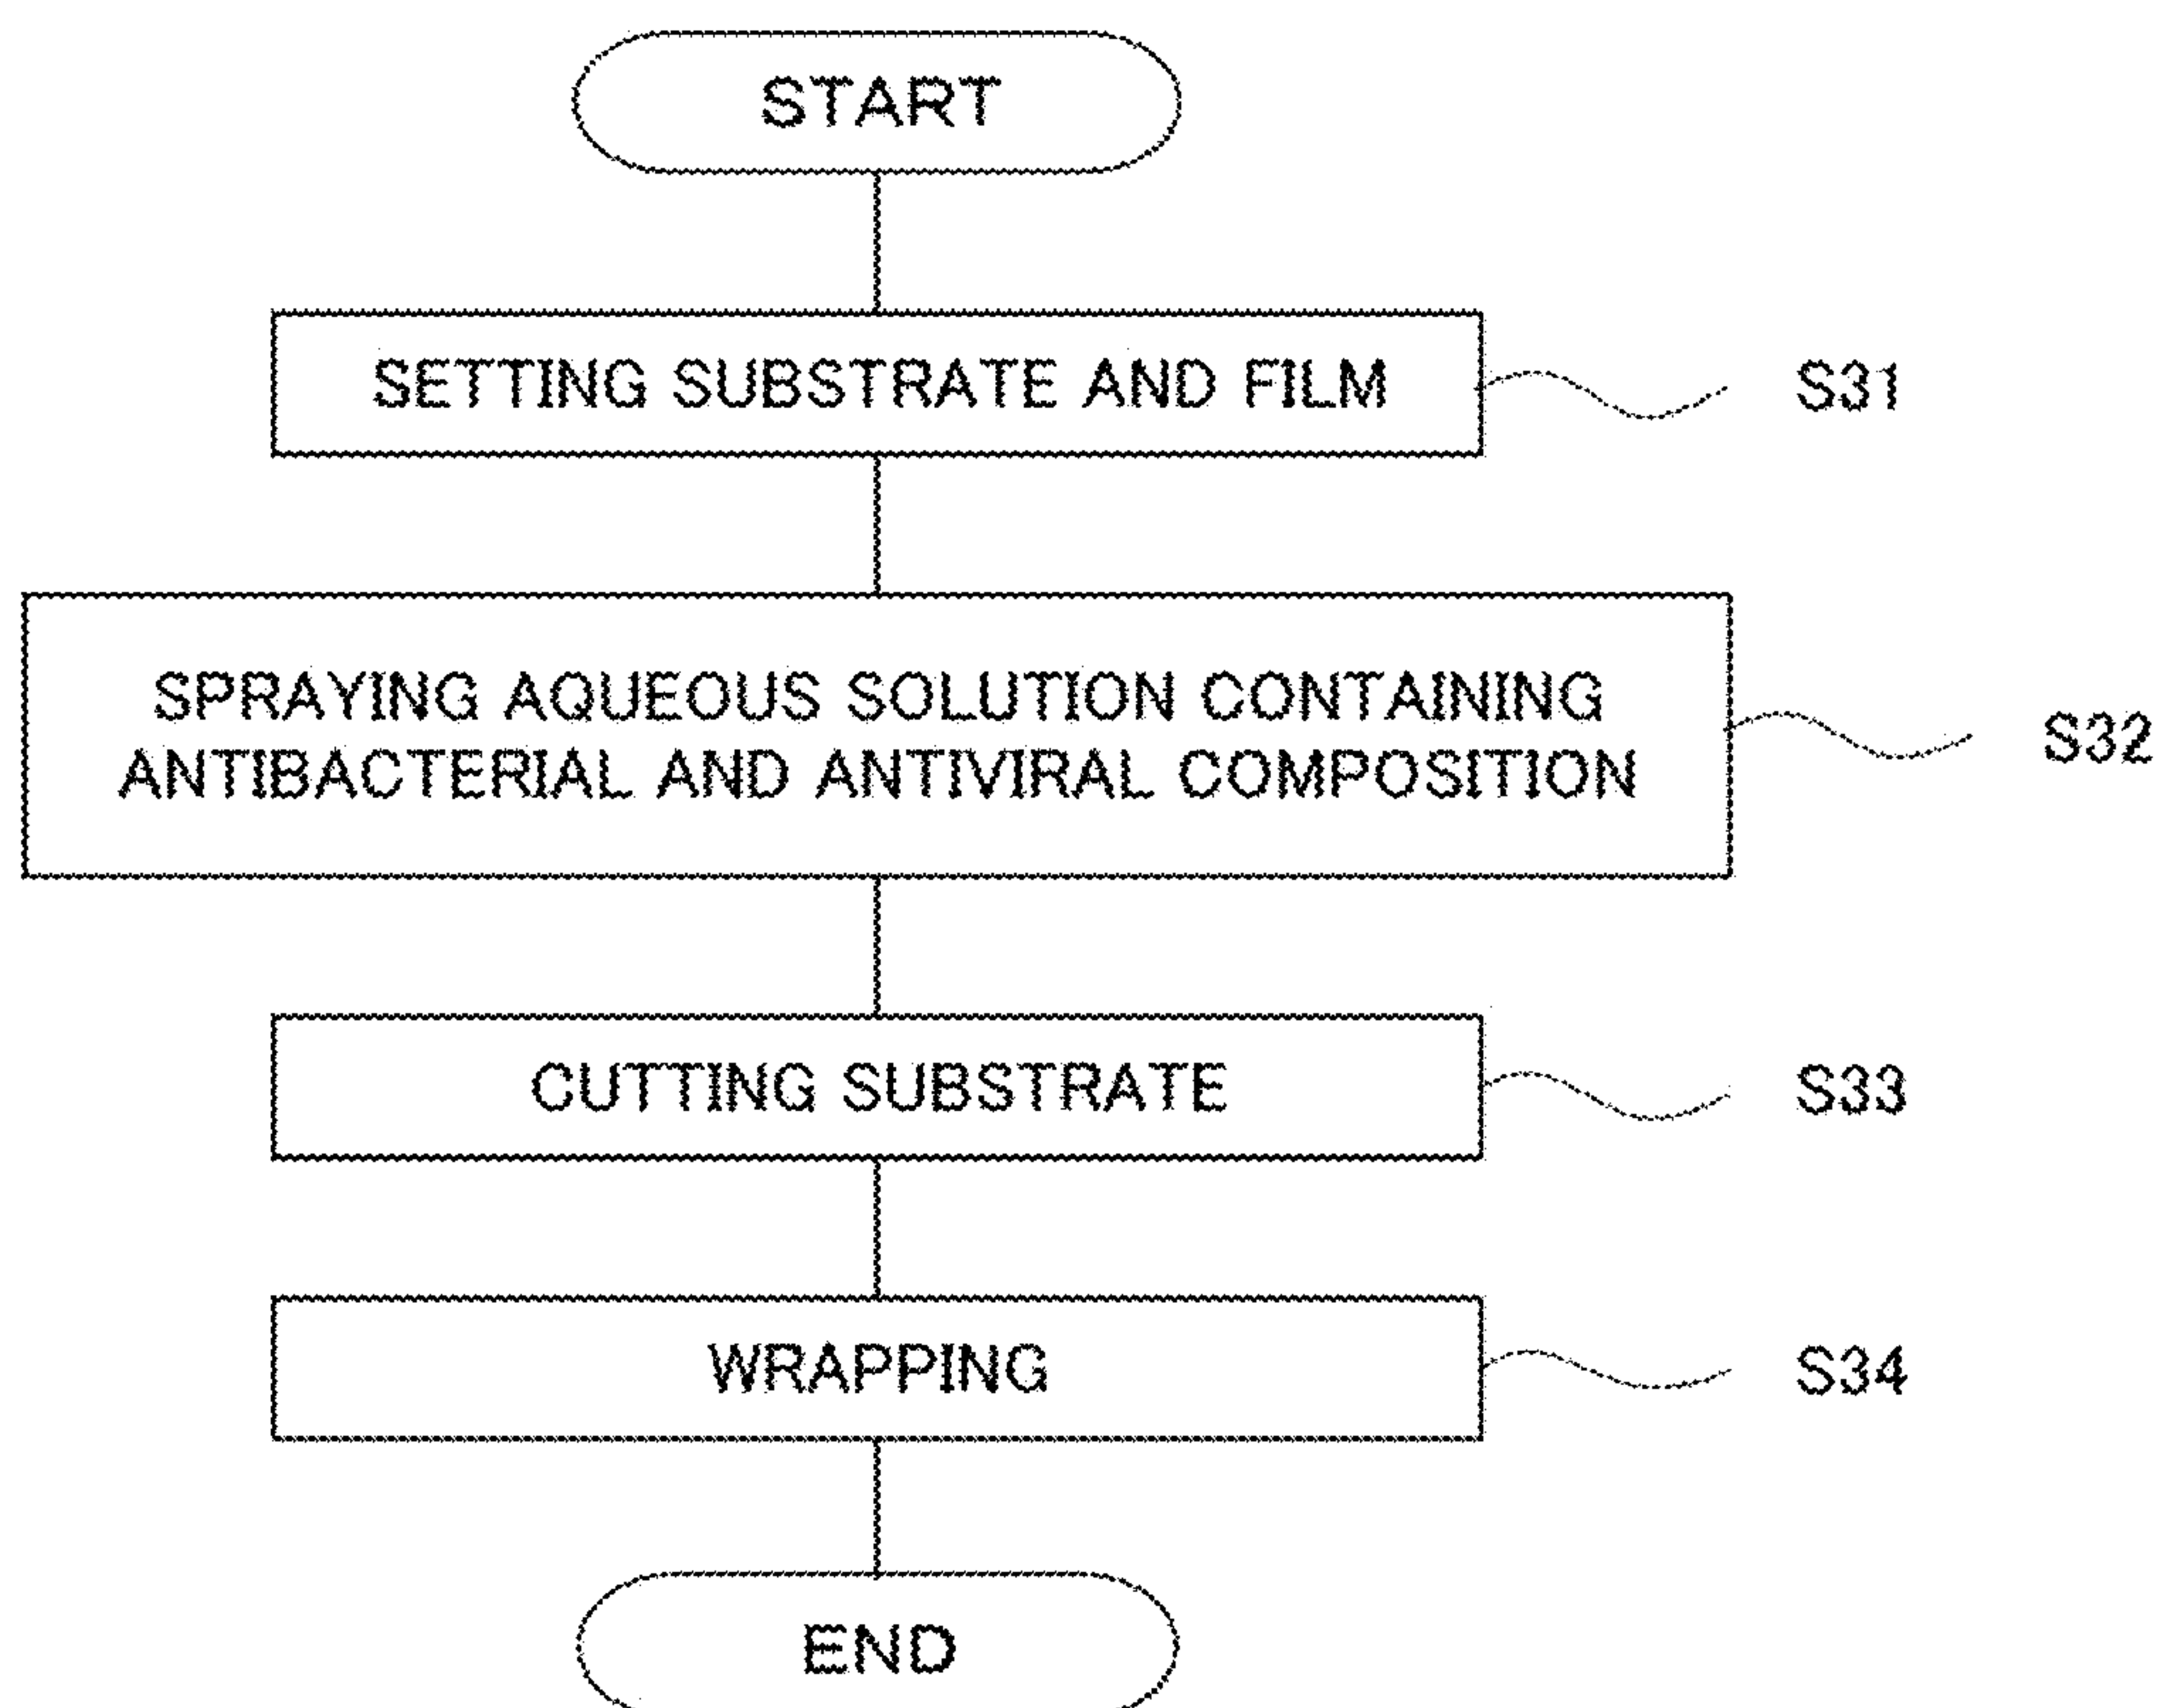 START
SETTING SUBSTRATE AND FILM
S31
SPRAYING AQUEOUS SOLUTION CONTAINING
ANTIBACTERIAL AND ANTIVIRAL COMPOSITION
S32
CUTTING SUBSTRATE
S33
WRAPPING
S34
END